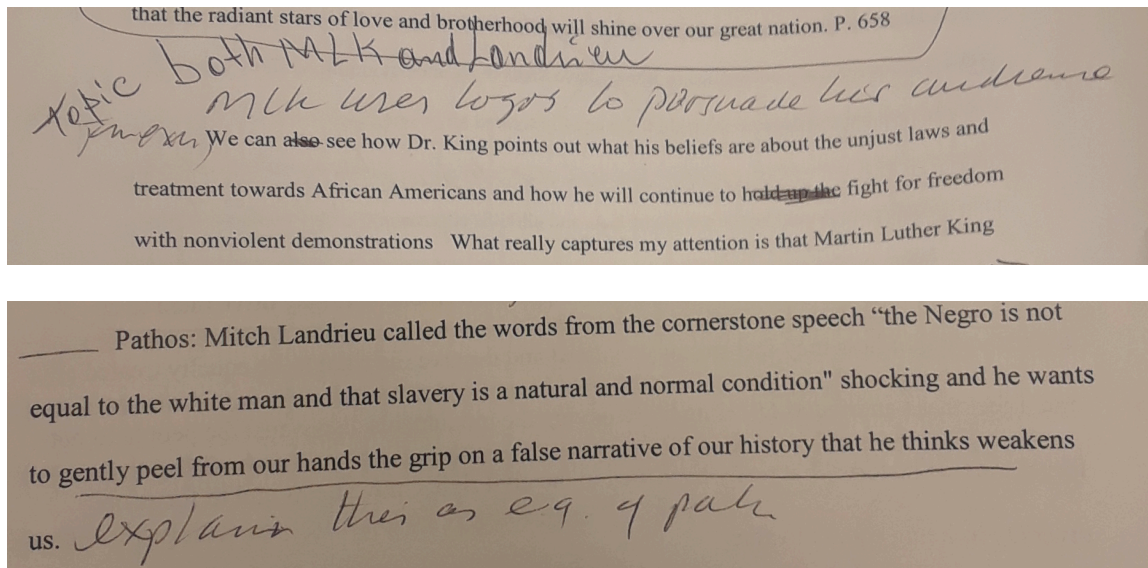 that the radiant stars of love and brotherhood will shine over our great nation. P. 658
both MLK and Landrieu
topic
MLK uses logos to persuade his audience
We can also see how Dr. King points out what his beliefs are about the unjust laws and
treatment towards African Americans and how he will continue to hold up the fight for freedom
with nonviolent demonstrations What really captures my attention is that Martin Luther King
Pathos: Mitch Landrieu called the words from the cornerstone speech “the Negro is not
equal to the white man and that slavery is a natural and normal condition" shocking and he wants
to gently peel from our hands the grip on a false narrative of our history that he thinks weakens
us. explain this as e.g. of